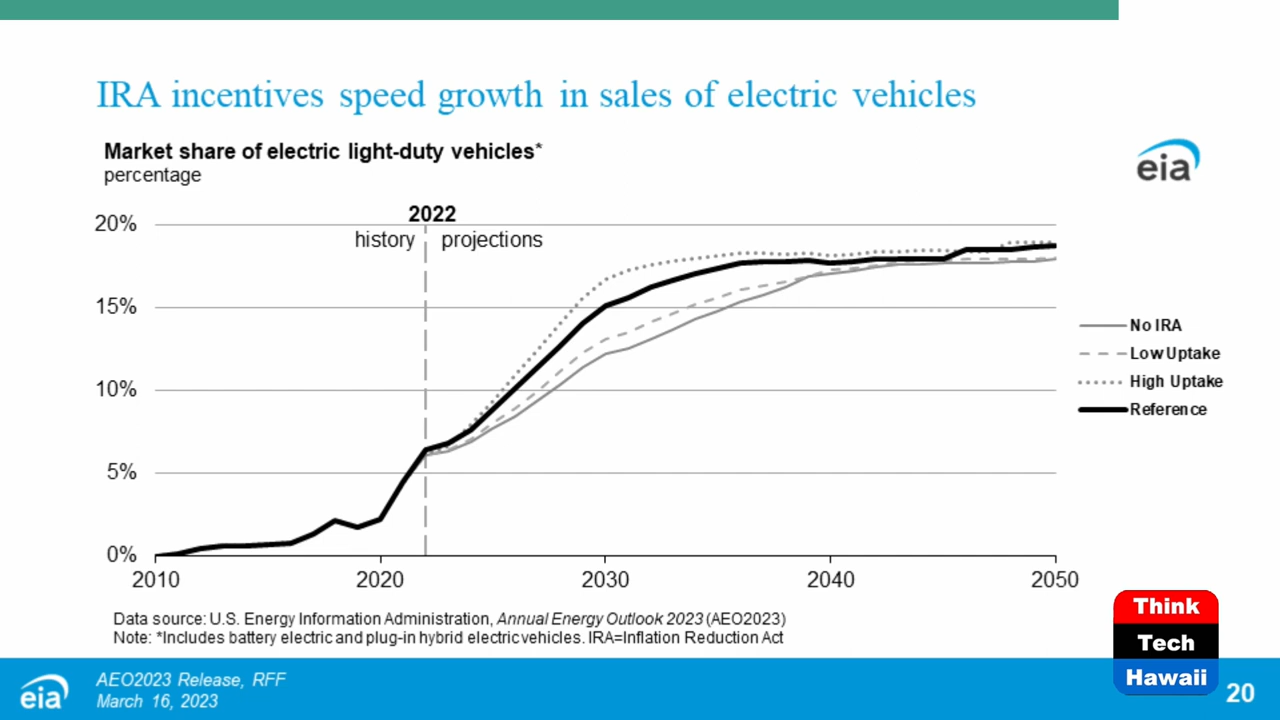 IRA incentives speed growth in sales of electric vehicles
Market share of electric light-duty vehicles*
percentage
eia
2022
history projections
20%
15%
10%
5%
0%
2010 2020 2030 2040 2050
No IRA
Low Uptake
High Uptake
Reference
Data source: U.S. Energy Information Administration, Annual Energy Outlook 2023 (AEO2023)
Note: *Includes battery electric and plug-in hybrid electric vehicles. IRA=Inflation Reduction Act
Think
Tech
Hawaii
eia
AEO2023 Release, RFF
March 16, 2023
20